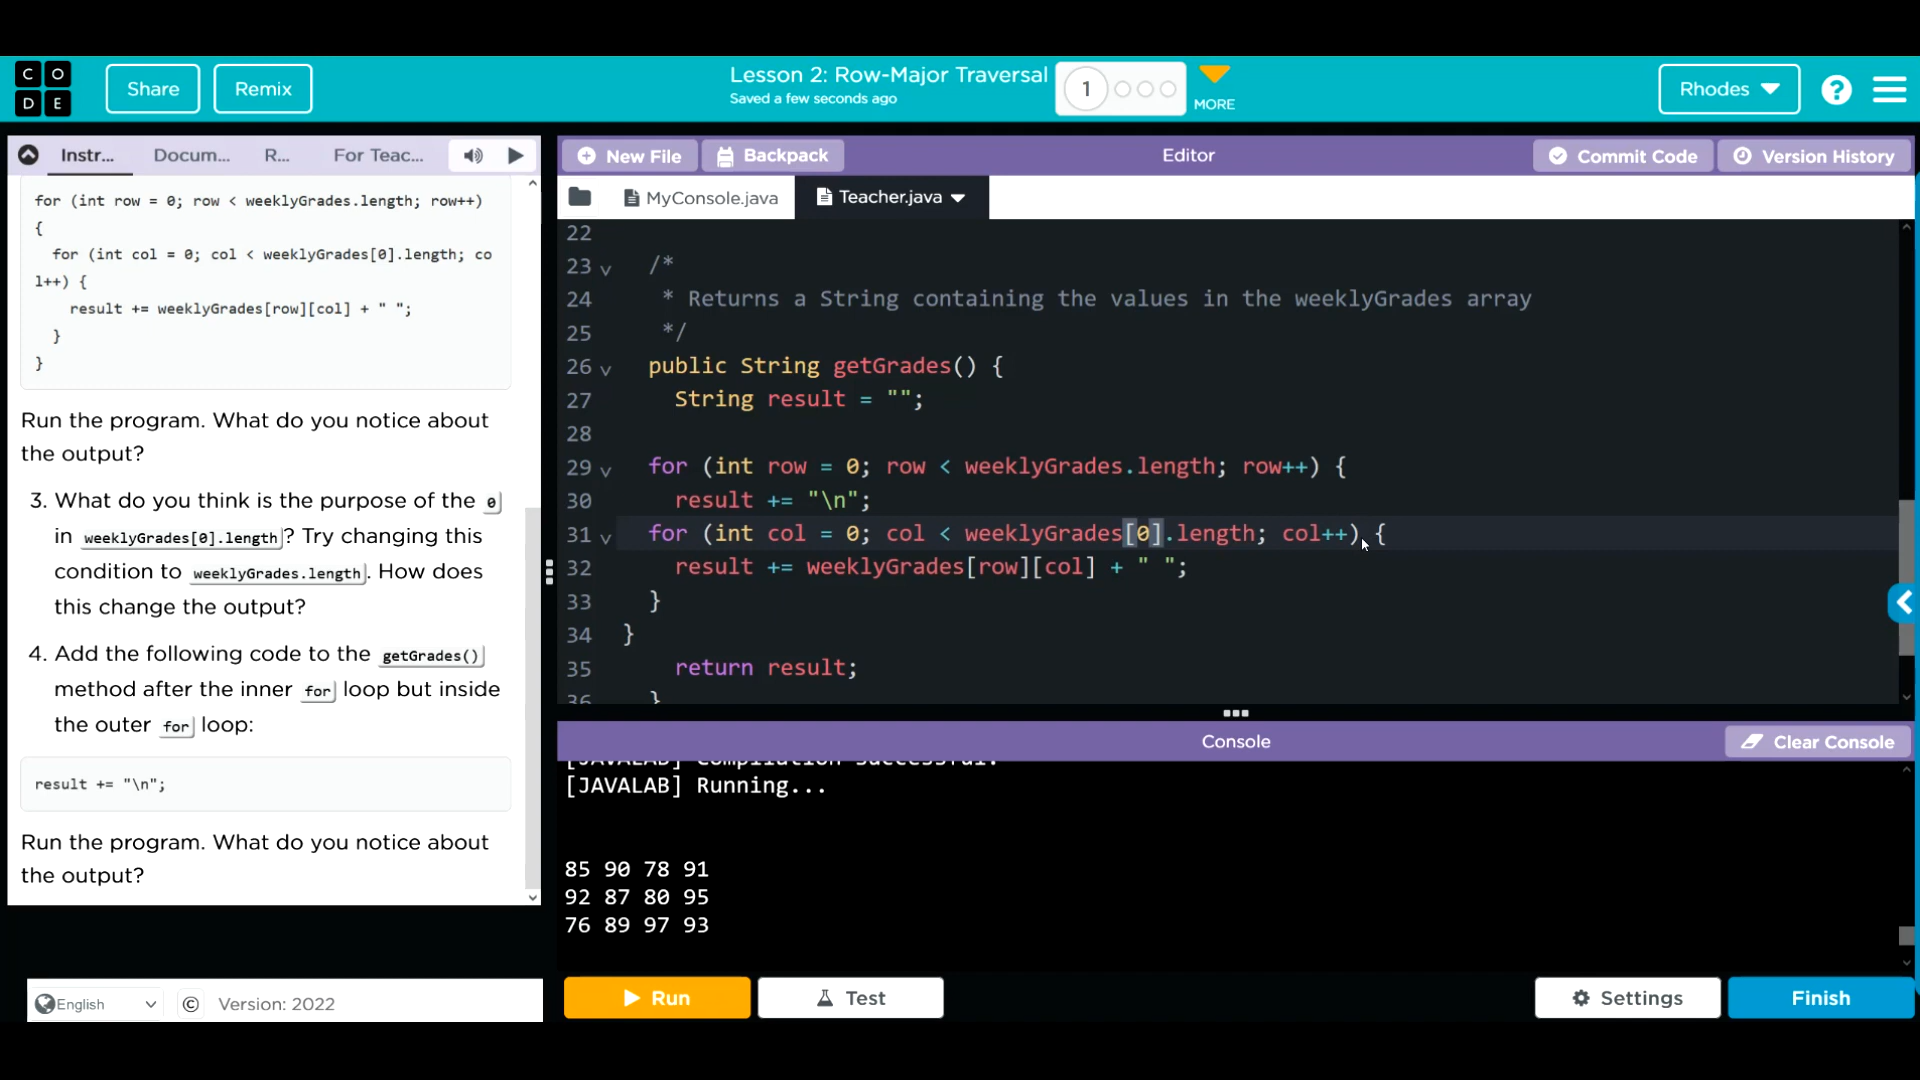 C O
D E
Share
Remix
Lesson 2: Row-Major Traversal
Saved a few seconds ago
1
MORE
Rhodes
?
Instr...
Docum...
R...
For Teac...
for (int row = 0; row < weeklyGrades.length; row++)
{
for (int col = 0; col < weeklyGrades[0].length; co
l++) {
result += weeklyGrades[row][col] + " ";
}
}
Run the program. What do you notice about
the output?
3. What do you think is the purpose of the 0
in weeklyGrades[0].length? Try changing this
condition to weeklyGrades.length. How does
this change the output?
4. Add the following code to the getGrades()
method after the inner for loop but inside
the outer for loop:
result += "\n";
Run the program. What do you notice about
the output?
English
© Version: 2022
New File
Backpack
Editor
Commit Code
Version History
MyConsole.java
Teacher.java
22
23 /*
24 * Returns a String containing the values in the weeklyGrades array
25 */
26 public String getGrades() {
27 String result = "";
28
29 for (int row = 0; row < weeklyGrades.length; row++) {
30 result += "\n";
31 for (int col = 0; col < weeklyGrades[0].length; col++) {
32 result += weeklyGrades[row][col] + " ";
33 }
34 }
35 return result;
36 }
Console
Clear Console
[JAVALAB] Compilation successful.
[JAVALAB] Running...
85 90 78 91
92 87 80 95
76 89 97 93
Run
Test
Settings
Finish